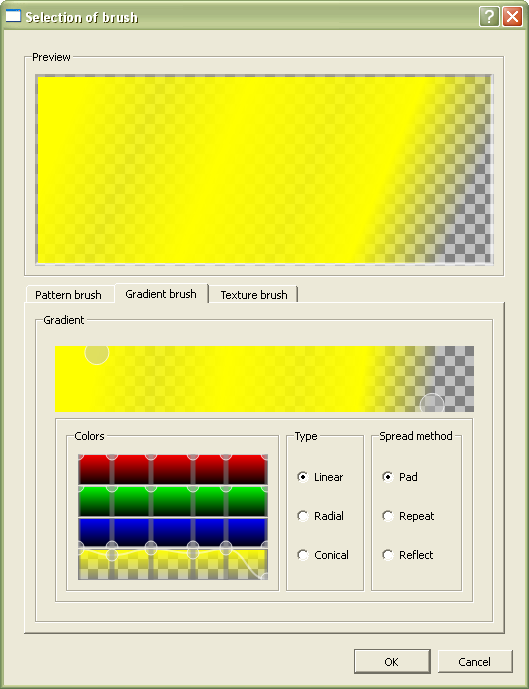 Selection of brush
Preview
Pattern brush Gradient brush Texture brush
Gradient
Colors Type Spread method
Linear Pad
Radial Repeat
Conical Reflect
OK Cancel